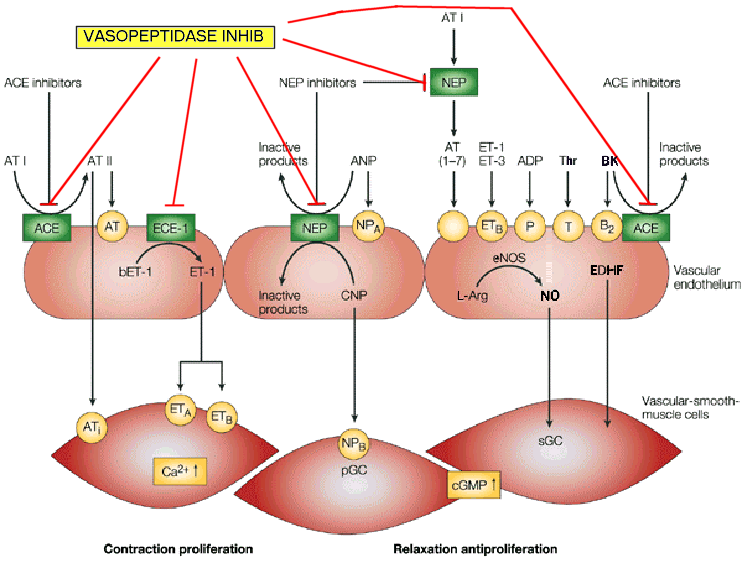 AT I
VASOPEPTIDASE INHIB
ACE inhibitors
NEP inhibitors
NEP
ACE inhibitors
AT I
AT II
Inactive
products
ANP
AT
(1–7)
ET-1
ET-3
ADP
Thr
BK
Inactive
products
ACE
AT
ECE-1
NEP
NPA
ETB
P
T
B2
ACE
bET-1
ET-1
Inactive
products
CNP
eNOS
L-Arg
NO
EDHF
Vascular
endothelium
ATi
ETA
ETB
Ca2+ ↑
NPB
pGC
cGMP ↑
sGC
Vascular-smooth-
muscle cells
Contraction proliferation
Relaxation antiproliferation